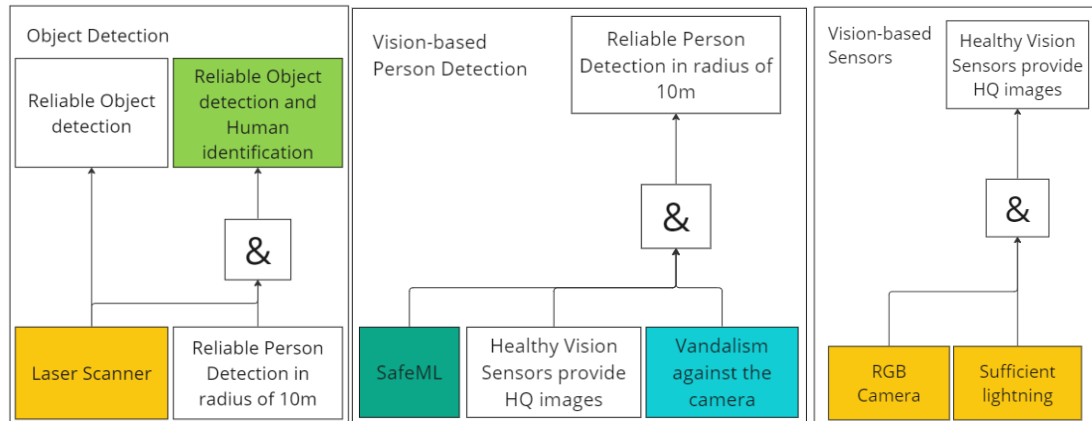 Object Detection
Reliable Object
detection
Reliable Object
detection and
Human
identification
&
Laser Scanner
Reliable Person
Detection in
radius of 10m
Vision-based
Person Detection
Reliable Person
Detection in radius of
10m
&
SafeML
Healthy Vision
Sensors provide
HQ images
Vandalism
against the
camera
Vision-based
Sensors
Healthy Vision
Sensors provide
HQ images
&
RGB
Camera
Sufficient
lightning